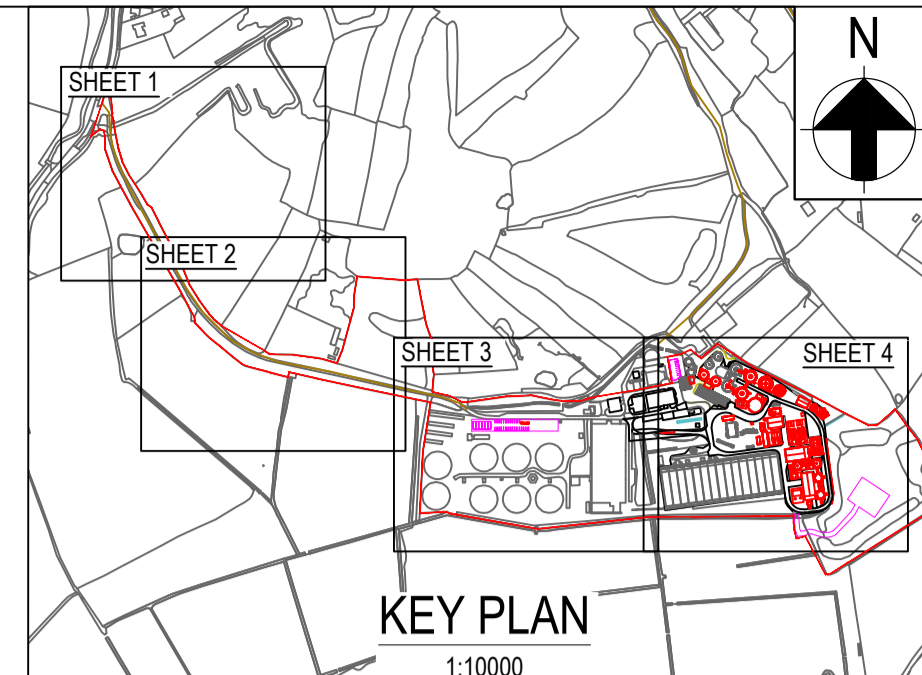 N
SHEET 1
SHEET 2
SHEET 3
SHEET 4
KEY PLAN
1:10000